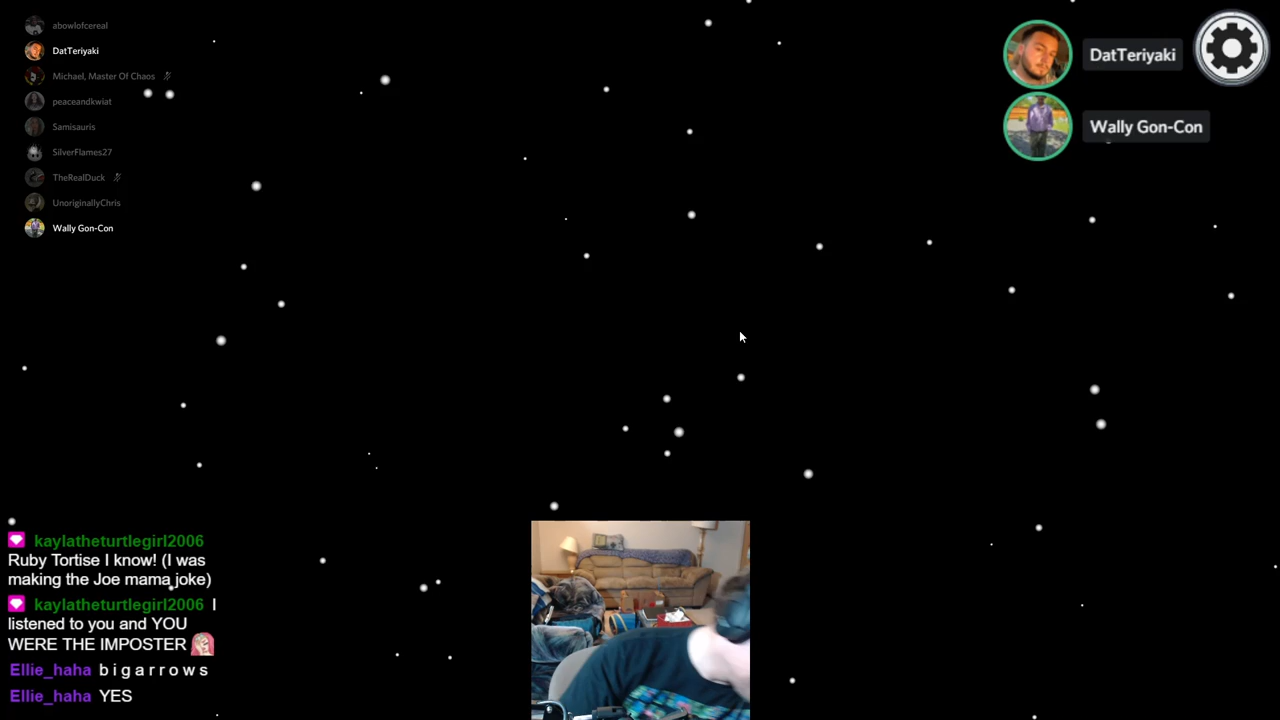 abowlofcereal
DatTeriyaki
Michael, Master Of Chaos
peaceandkwiat
Samisauris
SilverFlames27
TheRealDuck
UnoriginallyChris
Wally Gon-Con
DatTeriyaki
Wally Gon-Con
kaylatheturtlegirl2006
Ruby Tortise I know! (I was
making the Joe mama joke)
kaylatheturtlegirl2006 I
listened to you and YOU
WERE THE IMPOSTER
Ellie_haha b i g a r r o w s
Ellie_haha YES